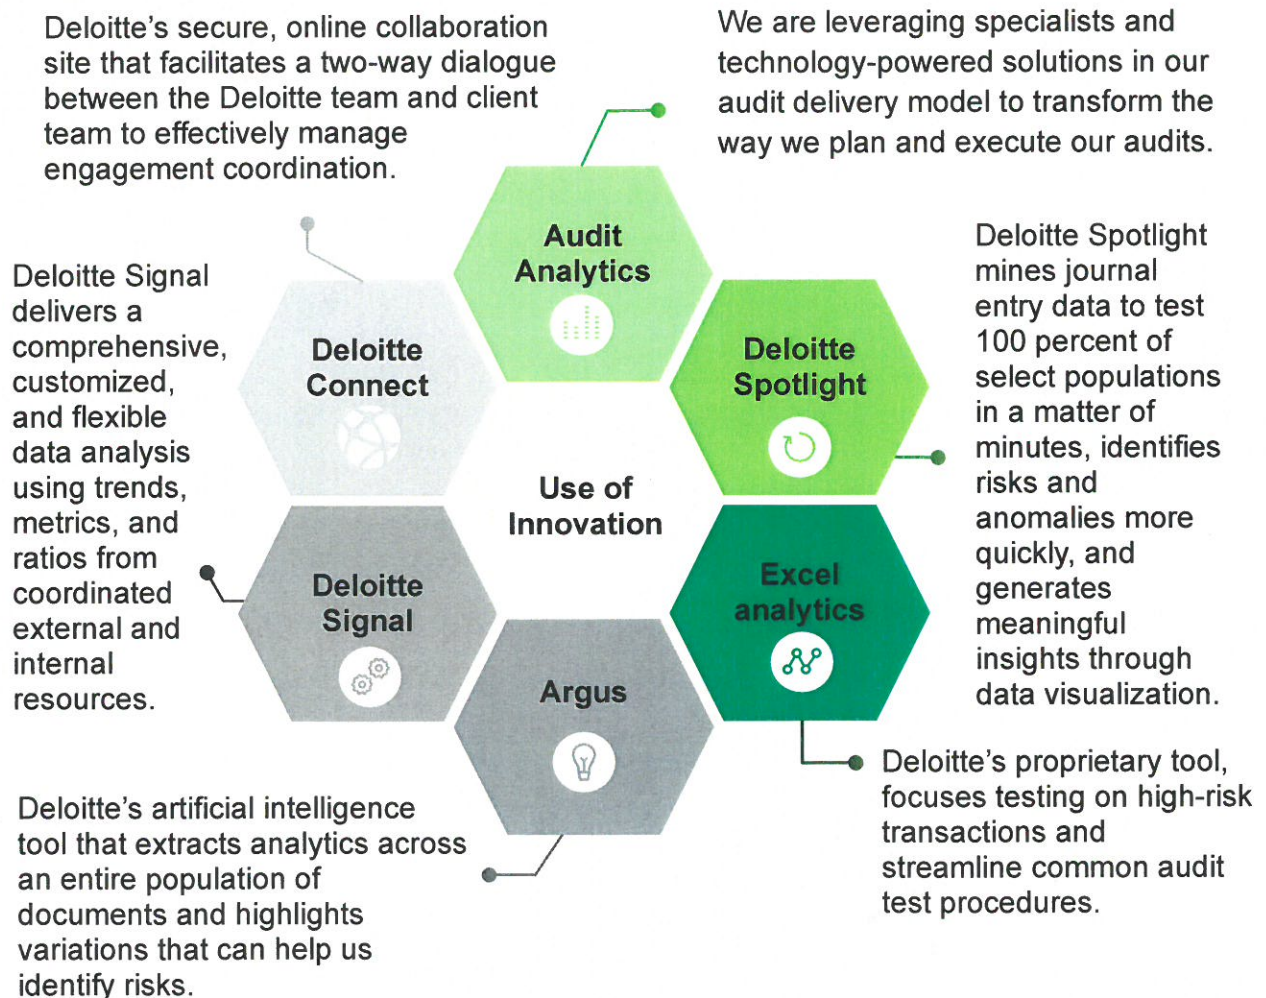 Deloitte's secure, online collaboration
site that facilitates a two-way dialogue
between the Deloitte team and client
team to effectively manage
engagement coordination.
We are leveraging specialists and
technology-powered solutions in our
audit delivery model to transform the
way we plan and execute our audits.
Audit
Analytics
Deloitte
Connect
Deloitte
Spotlight
Deloitte Spotlight
mines journal
entry data to test
100 percent of
select populations
in a matter of
minutes, identifies
risks and
anomalies more
quickly, and
generates
meaningful
insights through
data visualization.
Deloitte Signal
delivers a
comprehensive,
customized,
and flexible
data analysis
using trends,
metrics, and
ratios from
coordinated
external and
internal
resources.
Use of
Innovation
Deloitte
Signal
Excel
analytics
Argus
Deloitte's proprietary tool,
focuses testing on high-risk
transactions and
streamline common audit
test procedures.
Deloitte's artificial intelligence
tool that extracts analytics across
an entire population of
documents and highlights
variations that can help us
identify risks.